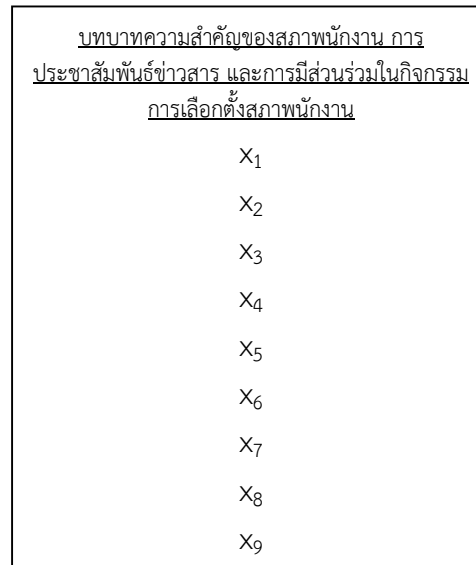 บทบาทความสำคัญของสภาพนักงาน การ
ประชาสัมพันธ์ข่าวสาร และการมีส่วนร่วมในกิจกรรม
การเลือกตั้งสภาพนักงาน
X1
X2
X3
X4
X5
X6
X7
X8
X9